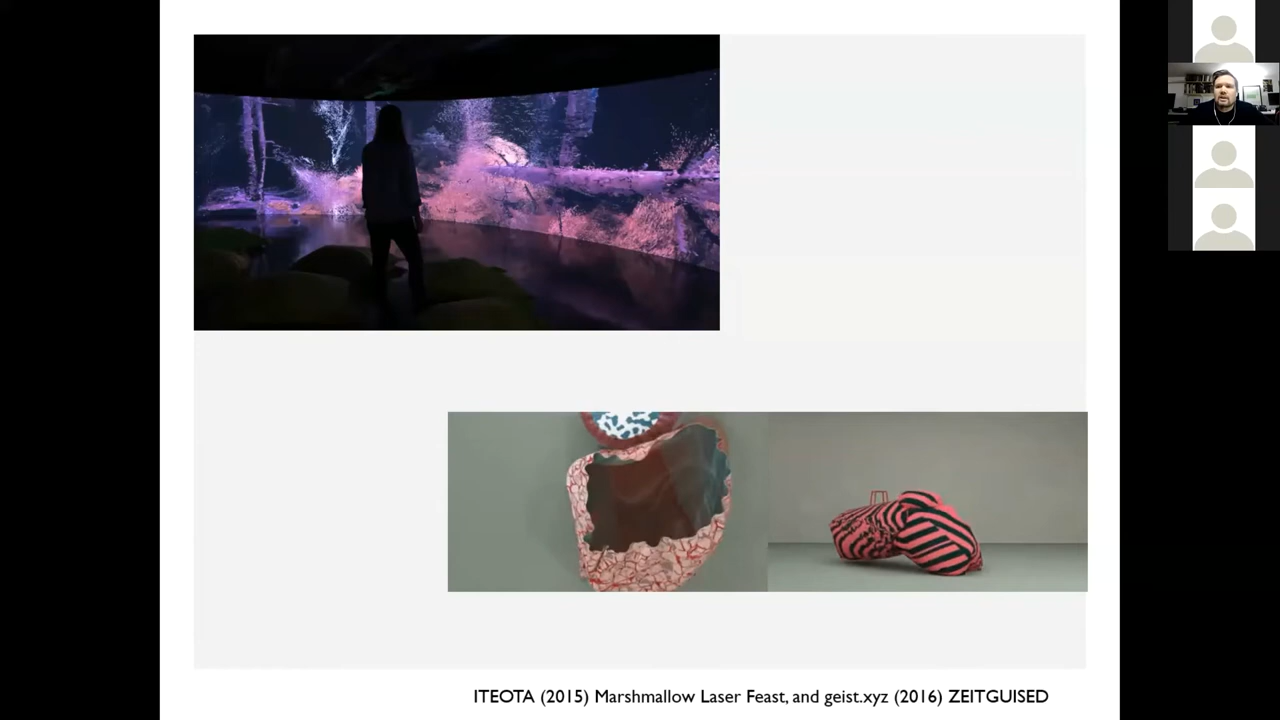 ITEOTA (2015) Marshmallow Laser Feast, and geist.xyz (2016) ZEITGUISED